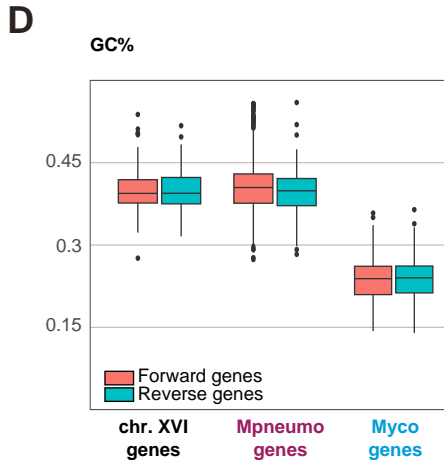 D
GC%
0.45
0.3
0.15
Forward genes
Reverse genes
chr. XVI Mpneumo Myco
genes genes genes